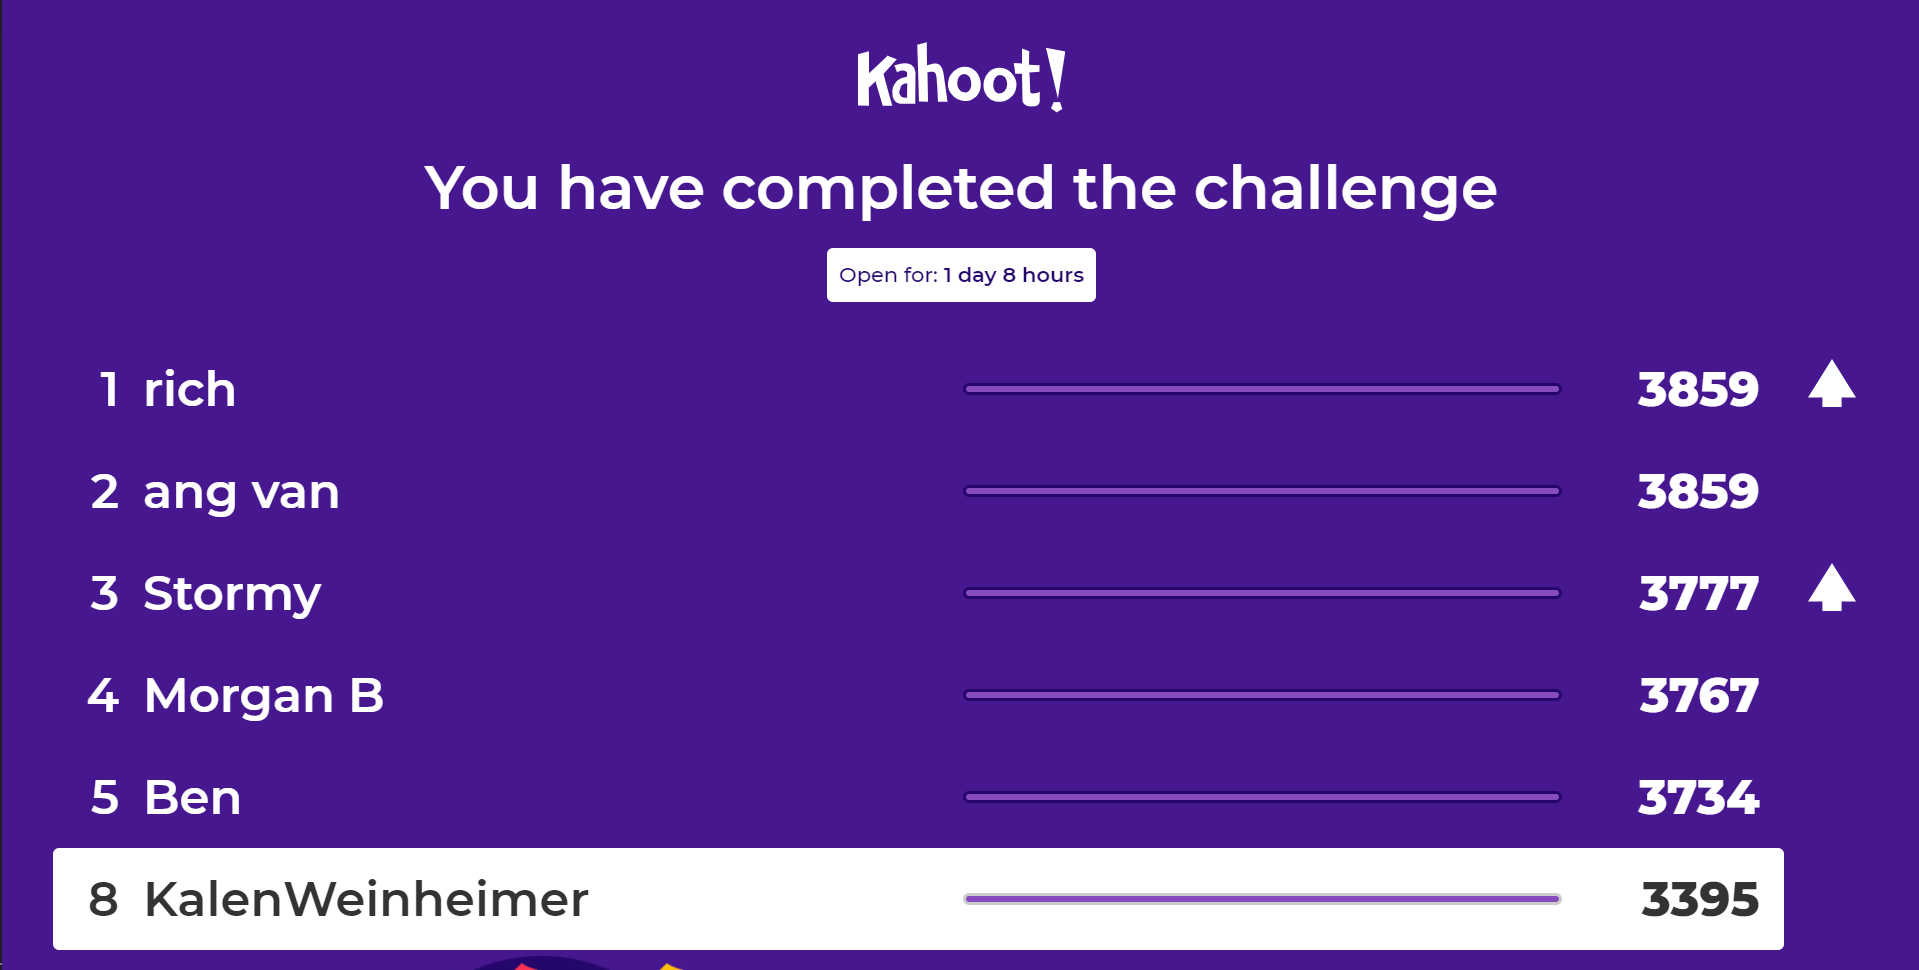 Kahoot!
You have completed the challenge
Open for: 1 day 8 hours
1 rich 3859
2 ang van 3859
3 Stormy 3777
4 Morgan B 3767
5 Ben 3734
8 KalenWeinheimer 3395